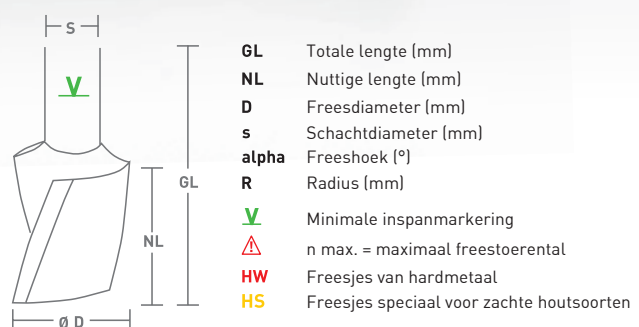 s
V
GL
NL
Ø D
GL Totale lengte (mm)
NL Nuttige lengte (mm)
D Freesdiameter (mm)
s Schachtdiameter (mm)
alpha Freeshoek (°)
R Radius (mm)
V Minimale inspanmarkering
⚠ n max. = maximaal freestoerental
HW Freesjes van hardmetaal
HS Freesjes speciaal voor zachte houtsoorten